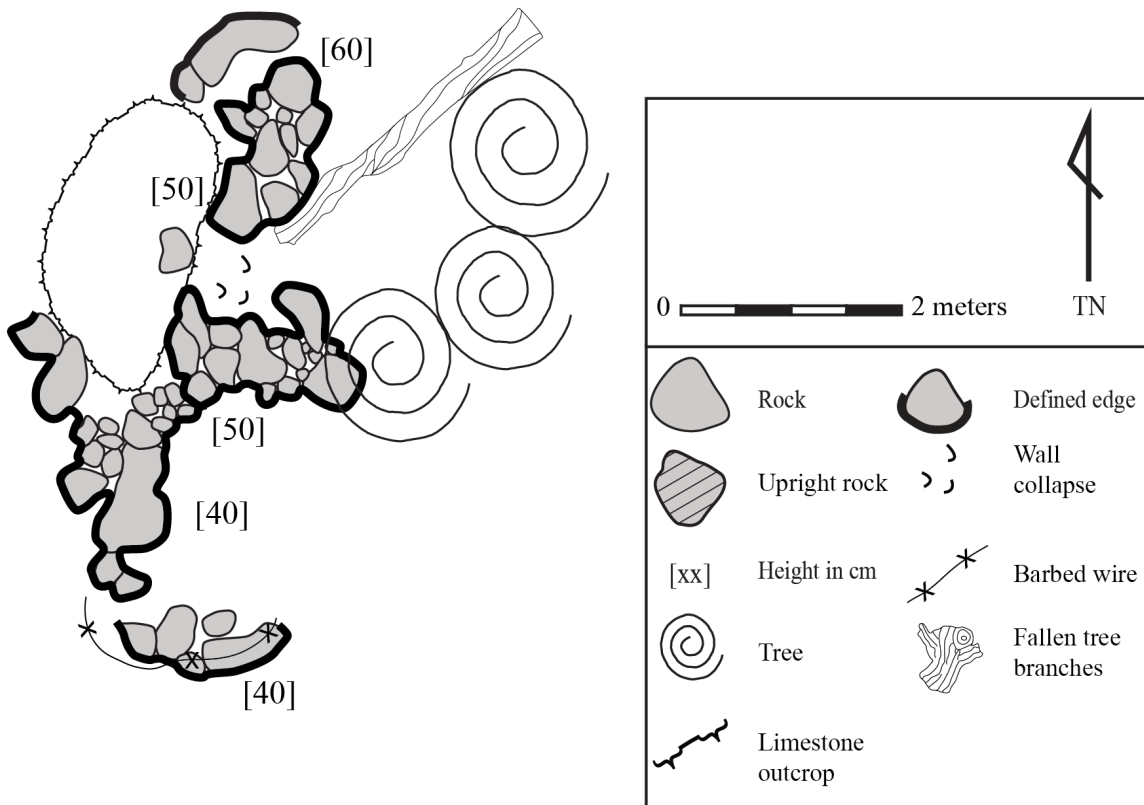 [60]
[50]
[50]
[40]
[40]
0 2 meters
TN
Rock
Defined edge
Upright rock
Wall
collapse
[xx] Height in cm
Barbed wire
Tree
Fallen tree
branches
Limestone
outcrop